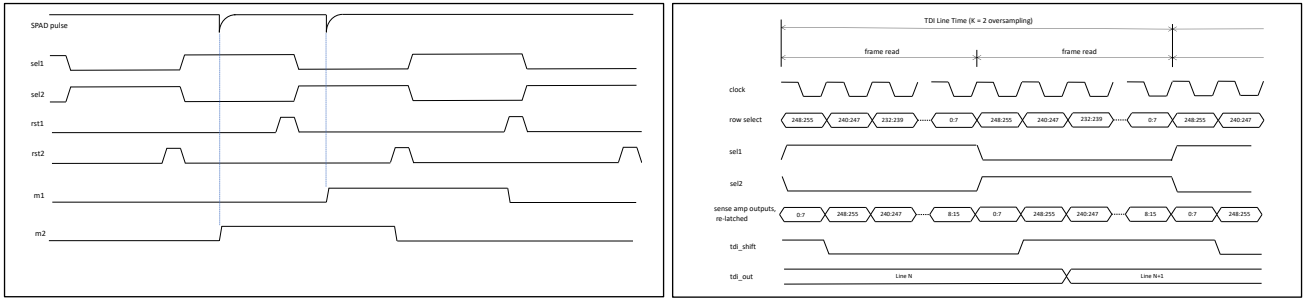 SPAD pulse
sel1
sel2
rst1
rst2
m1
m2
TDI Line Time (K = 2 oversampling)
frame read frame read
clock
row select 248:255 240:247 232:239 0:7 248:255 240:247 232:239 0:7 248:255 240:247
sel1
sel2
sense amp outputs,
re-latched 0:7 248:255 240:247 8:15 0:7 248:255 240:247 8:15 0:7 248:255
tdi_shift
tdi_out Line N Line N+1